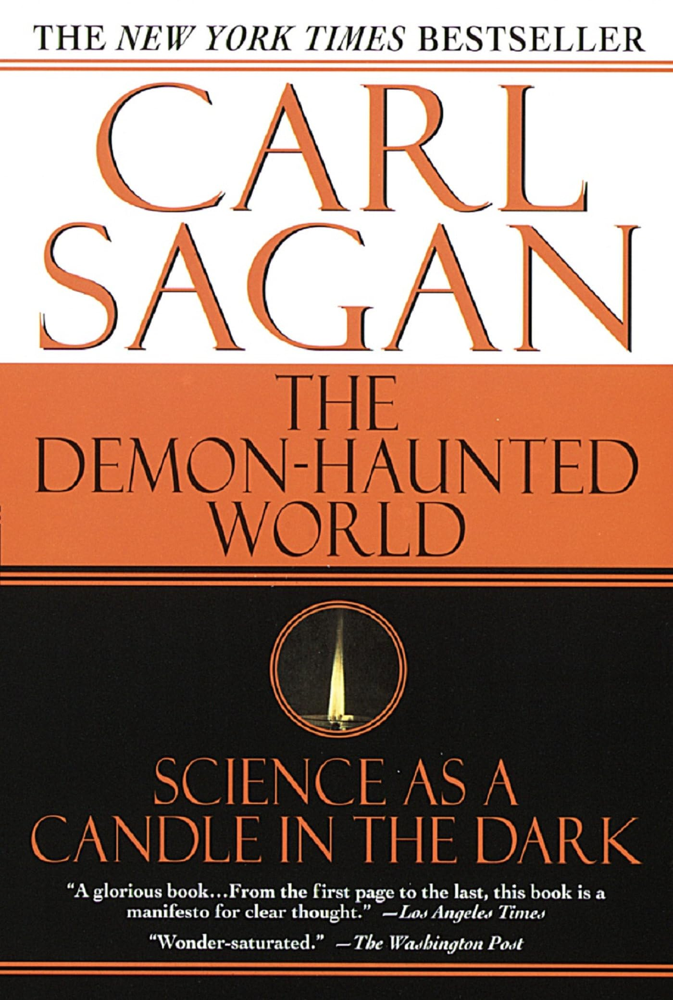 THE NEW YORK TIMES BESTSELLER
CARL
SAGAN
THE
DEMON-HAUNTED
WORLD
SCIENCE AS A
CANDLE IN THE DARK
“A glorious book...From the first page to the last, this book is a
manifesto for clear thought.” —Los Angeles Times
“Wonder-saturated.” —The Washington Post